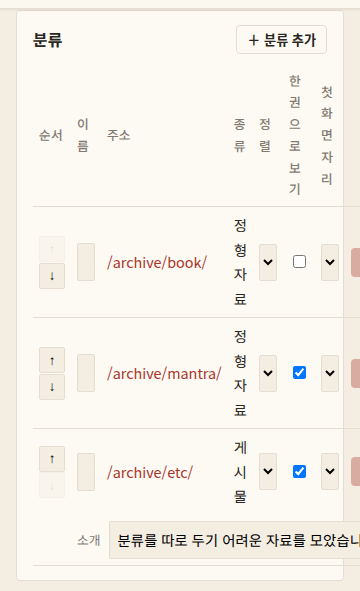 분류
+ 분류 추가
순서 이름 주소 종류 정렬 한 권으로 보기 첫 화면 자리
↑
↓ /archive/book/ 정형자료
↑
↓ /archive/mantra/ 정형자료
↑
↓ /archive/etc/ 게시물
소개 분류를 따로 두기 어려운 자료를 모았습니